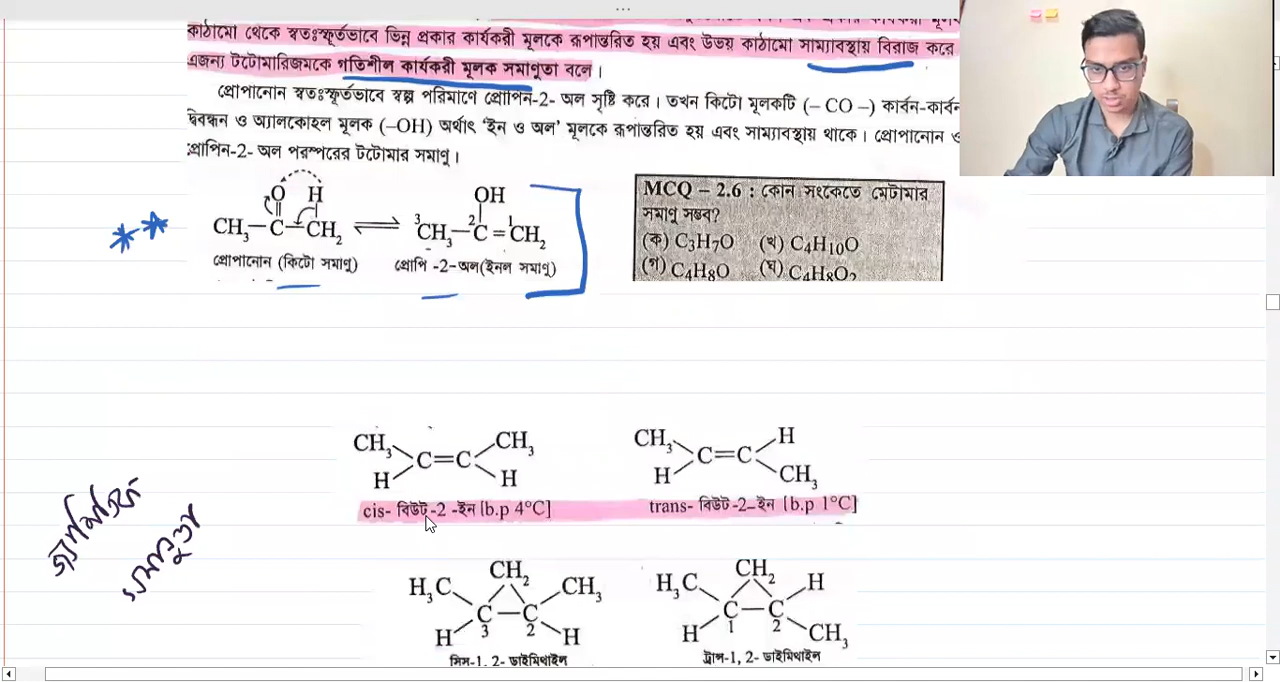 কাঠামো থেকে স্বতঃস্ফূর্তভাবে ভিন্ন প্রকার কার্যকরী মূলকে রূপান্তরিত হয় এবং উভয় কাঠামো সাম্যাবস্থায় বিরাজ করে
এজন্য টটোমারিজমকে গতিশীল কার্যকরী মূলক সমাণুতা বলে।
প্রোপানোন স্বতঃস্ফূর্তভাবে স্বল্প পরিমাণে প্রোপিন-2-অল সৃষ্টি করে। তখন কিটো মূলকটি (– CO –) কার্বন-কার্বন
দ্বিবন্ধন ও অ্যালকোহল মূলক (–OH) অর্থাৎ ‘ইন ও অল’ মূলকে রূপান্তরিত হয় এবং সাম্যাবস্থায় থাকে। প্রোপানোন ও
প্রোপিন-2- অল পরস্পরের টটোমার সমাণু।
O H OH
CH₃–C–CH₂ ⇌ ³CH₃–²C=¹CH₂
প্রোপানোন (কিটো সমাণু) প্রোপি -2-অল(ইনল সমাণু)
MCQ – 2.6 : কোন সংকেতে মেটামার
সমাণু সম্ভব?
(ক) C₃H₇O (খ) C₄H₁₀O
(গ) C₄H₈O (ঘ) C₄H₈O₂
CH₃ CH₃ CH₃ H
C=C C=C
H H H CH₃
cis- বিউট-2 -ইন [b.p 4°C] trans- বিউট-2–ইন [b.p 1°C]
জ্যামিতিক
সমাণুতা
CH₂ CH₂
H₃C CH₃ H₃C H
C–C C–C
H 3 2 H H 1 2 CH₃
সিস-1, 2- ডাইমিথাইল ট্রান্স-1, 2- ডাইমিথাইল